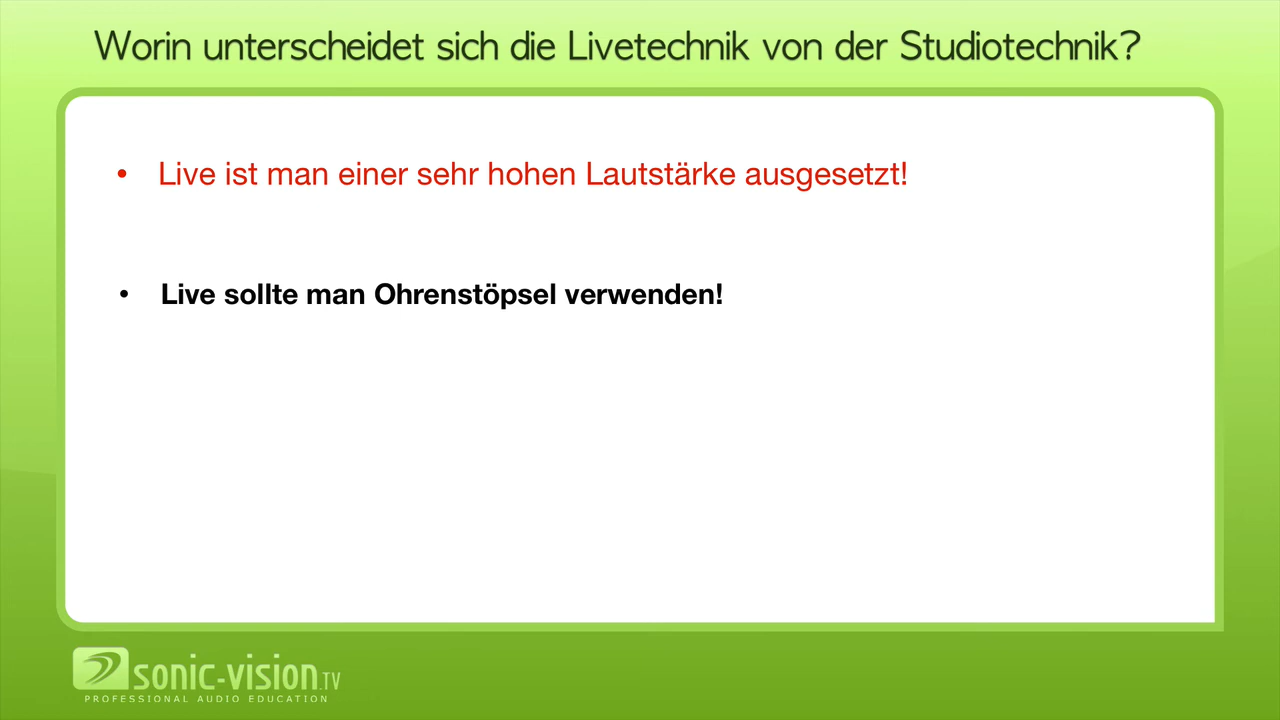 Worin unterscheidet sich die Livetechnik von der Studiotechnik?
• Live ist man einer sehr hohen Lautstärke ausgesetzt!
• Live sollte man Ohrenstöpsel verwenden!
sonic-vision.TV
PROFESSIONAL AUDIO EDUCATION